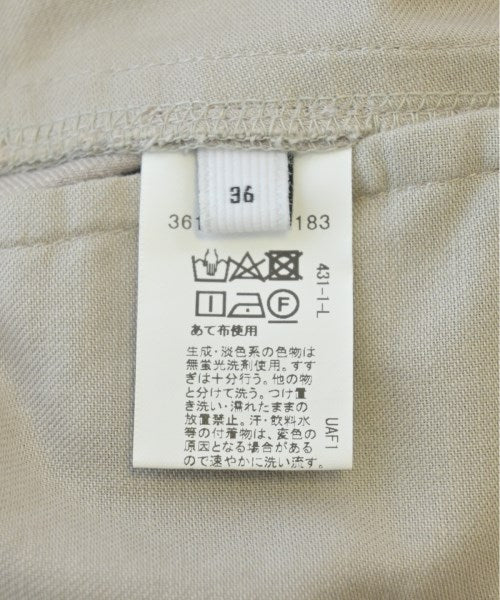 36
361 183
431-1-L
F
あて布使用
生成・淡色系の色物は
無蛍光洗剤使用。すす
ぎは十分行う。他の物
と分けて洗う。つけ置
き洗い・濡れたままの
放置禁止。汗・飲料水
等の付着物は、変色の
原因となる場合がある
ので速やかに洗い流す。
UAF1